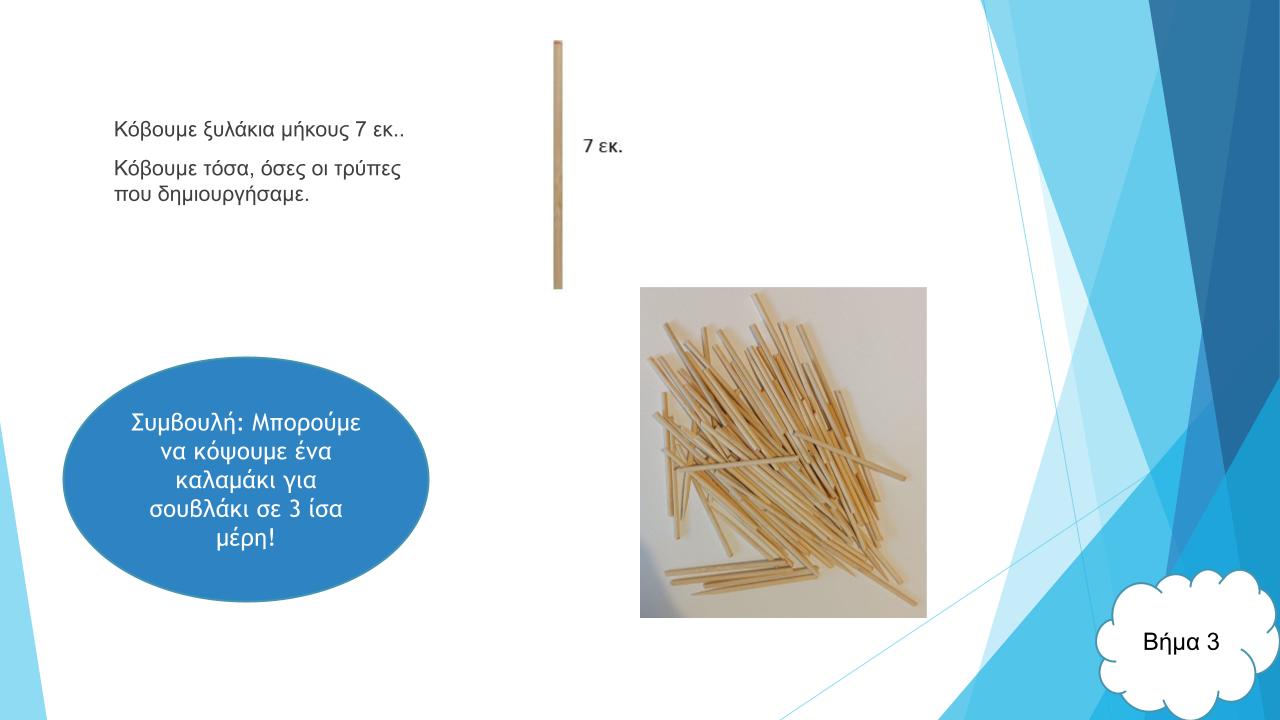 Κόβουμε ξυλάκια μήκους 7 εκ..
Κόβουμε τόσα, όσες οι τρύπες
που δημιουργήσαμε.
7 εκ.
Συμβουλή: Μπορούμε
να κόψουμε ένα
καλαμάκι για
σουβλάκι σε 3 ίσα
μέρη!
Βήμα 3